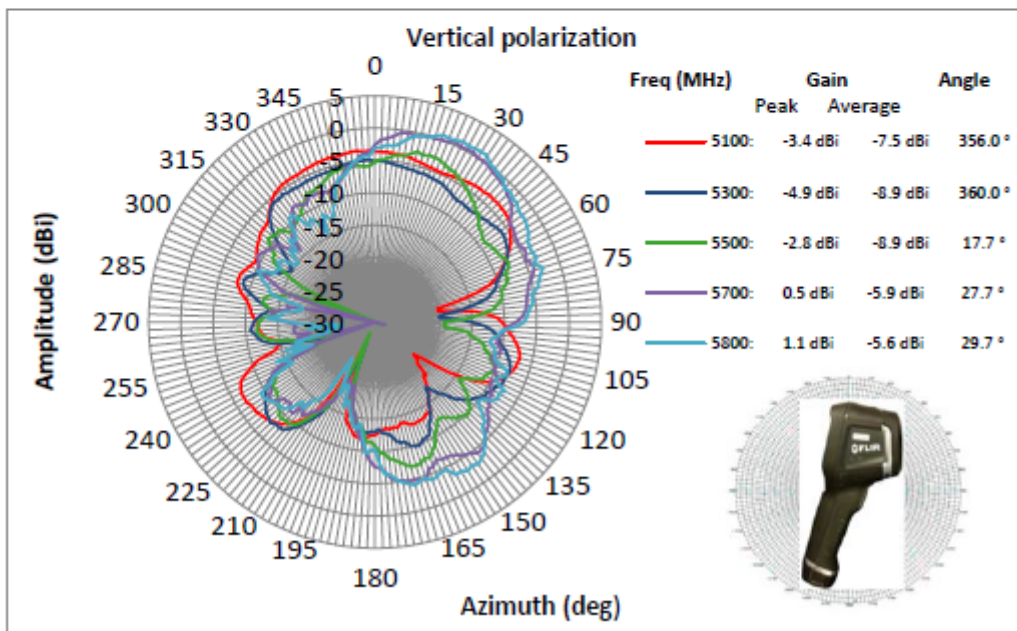 Vertical polarization
0
15
30
45
60
75
90
105
120
135
150
165
180
195
210
225
240
255
270
285
300
315
330
345
5
0
-5
-10
-15
-20
-25
-30
Amplitude (dBi)
Azimuth (deg)
Freq (MHz) Gain Angle
Peak Average
5100: -3.4 dBi -7.5 dBi 356.0 °
5300: -4.9 dBi -8.9 dBi 360.0 °
5500: -2.8 dBi -8.9 dBi 17.7 °
5700: 0.5 dBi -5.9 dBi 27.7 °
5800: 1.1 dBi -5.6 dBi 29.7 °
FLIR